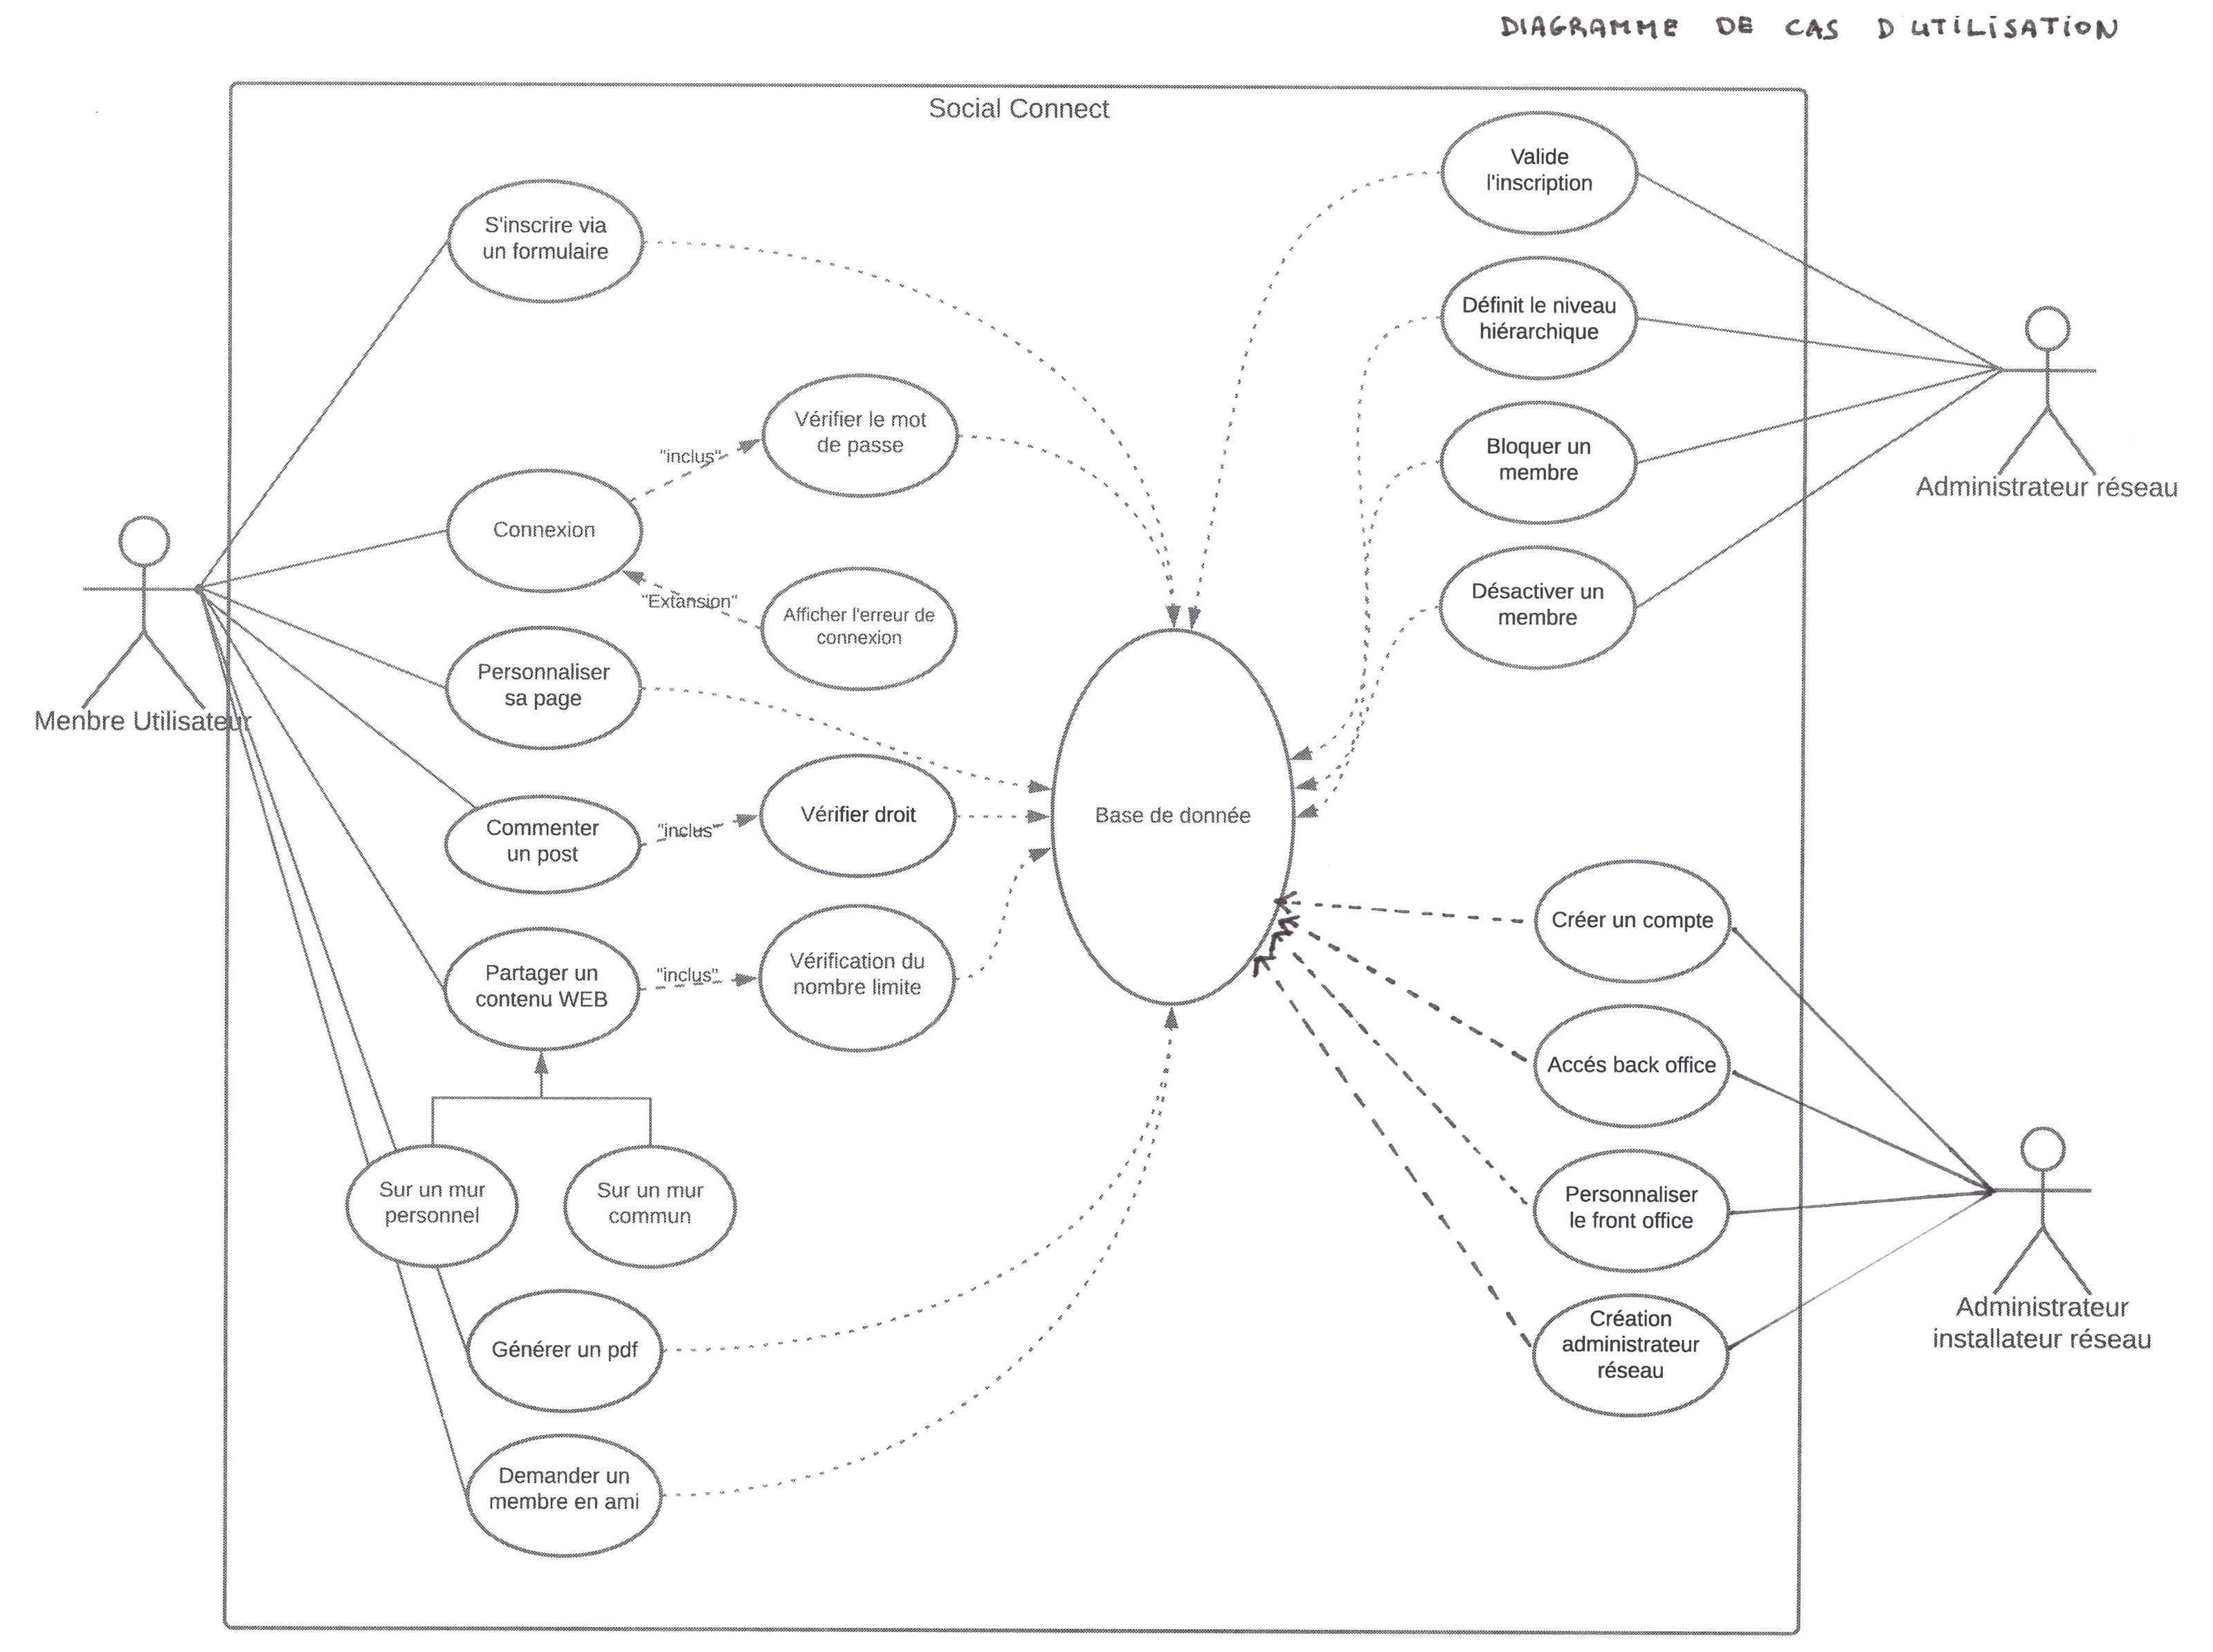 DIAGRAMME DE CAS D'UTILISATION
Social Connect
S'inscrire via
un formulaire
Vérifier le mot
de passe
"inclus"
Connexion
"Extansion"
Afficher l'erreur de
connexion
Menbre Utilisateur
Personnaliser
sa page
Commenter
un post
"inclus"
Vérifier droit
Partager un
contenu WEB
"inclus"
Vérification du
nombre limite
Sur un mur
personnel
Sur un mur
commun
Générer un pdf
Demander un
membre en ami
Base de donnée
Valide
l'inscription
Définit le niveau
hiérarchique
Bloquer un
membre
Désactiver un
membre
Administrateur réseau
Créer un compte
Accés back office
Personnaliser
le front office
Création
administrateur
réseau
Administrateur
installateur réseau